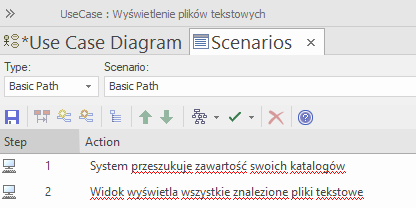 UseCase : Wyświetlenie plików tekstowych
*Use Case Diagram Scenarios ×
Type: Scenario:
Basic Path Basic Path
Step Action
1 System przeszukuje zawartość swoich katalogów
2 Widok wyświetla wszystkie znalezione pliki tekstowe